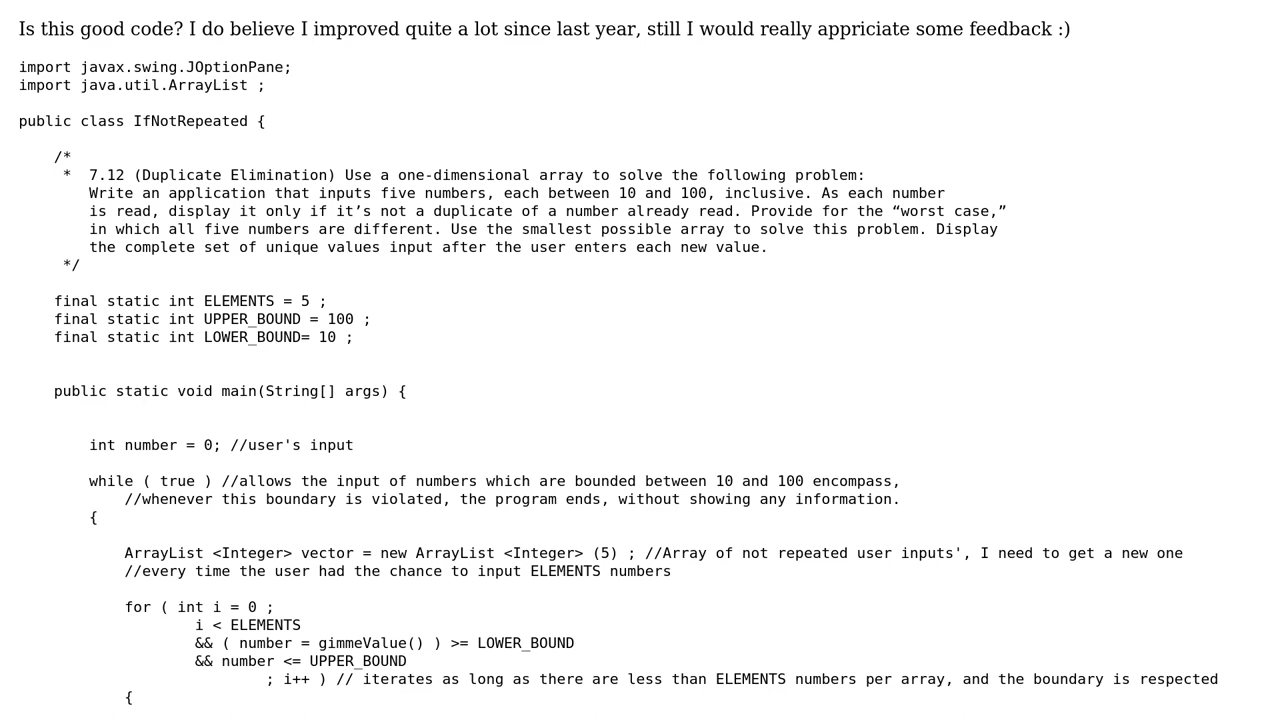 Is this good code? I do believe I improved quite a lot since last year, still I would really appriciate some feedback :)
import javax.swing.JOptionPane;
import java.util.ArrayList ;
public class IfNotRepeated {
/*
*  7.12 (Duplicate Elimination) Use a one-dimensional array to solve the following problem:
Write an application that inputs five numbers, each between 10 and 100, inclusive. As each number
is read, display it only if it’s not a duplicate of a number already read. Provide for the “worst case,”
in which all five numbers are different. Use the smallest possible array to solve this problem. Display
the complete set of unique values input after the user enters each new value.
*/
final static int ELEMENTS = 5 ;
final static int UPPER_BOUND = 100 ;
final static int LOWER_BOUND= 10 ;
public static void main(String[] args) {
int number = 0; //user's input
while ( true ) //allows the input of numbers which are bounded between 10 and 100 encompass,
//whenever this boundary is violated, the program ends, without showing any information.
{
ArrayList <Integer> vector = new ArrayList <Integer> (5) ; //Array of not repeated user inputs', I need to get a new one
//every time the user had the chance to input ELEMENTS numbers
for ( int i = 0 ;
i < ELEMENTS
&& ( number = gimmeValue() ) >= LOWER_BOUND
&& number <= UPPER_BOUND
; i++ ) // iterates as long as there are less than ELEMENTS numbers per array, and the boundary is respected
{